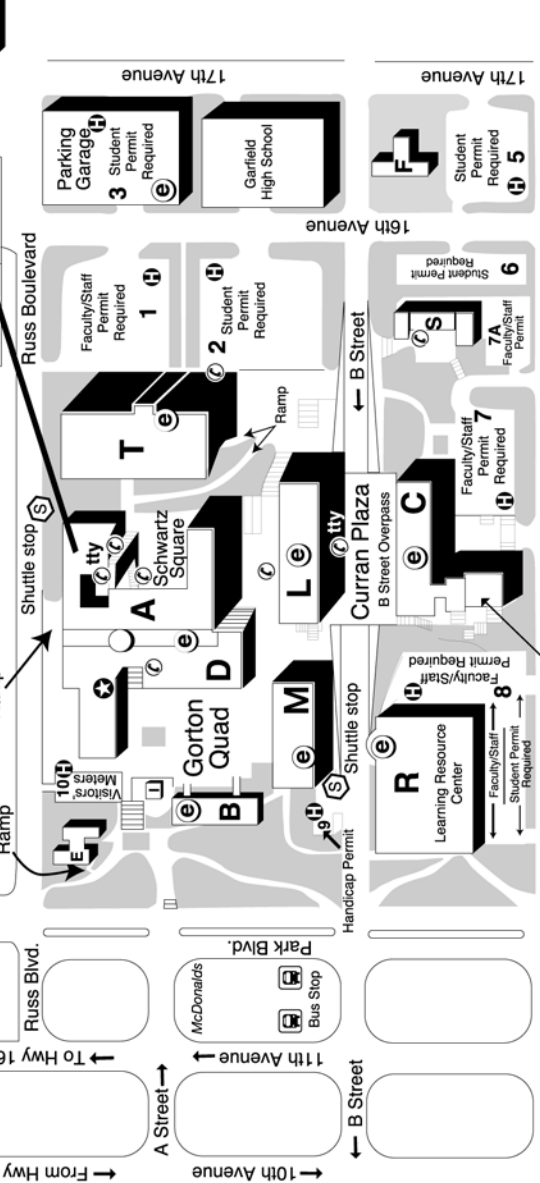 17th Avenue
17th Avenue
Parking
Garage
H
3
Student
Permit
Required
e
Garfield
High School
F
Student
Permit
Required
H 5
16th Avenue
Russ Boulevard
Faculty/Staff
Permit
Required
1
H
H
2
Student
Permit
Required
Student Permit
Required
6
S
7A
Faculty/Staff
Permit
B Street
Ramp
T
e
Shuttle stop
S
tty
Schwartz
Square
A
L
e
tty
Curran Plaza
B Street Overpass
C
e
Faculty/Staff
Permit
Required
7
H
D
e
Gorton
Quad
M
e
Shuttle stop
S
Faculty/Staff
Permit Required
H
8
Faculty/Staff
Student Permit
Required
R
e
Learning Resource
Center
10 H
Visitors'
Meters
I
B
e
H
9
Handicap Permit
E
Ramp
Russ Blvd.
Park Blvd.
McDonalds
Bus Stop
To Hwy 16
11th Avenue
A Street
B Street
From Hwy
10th Avenue